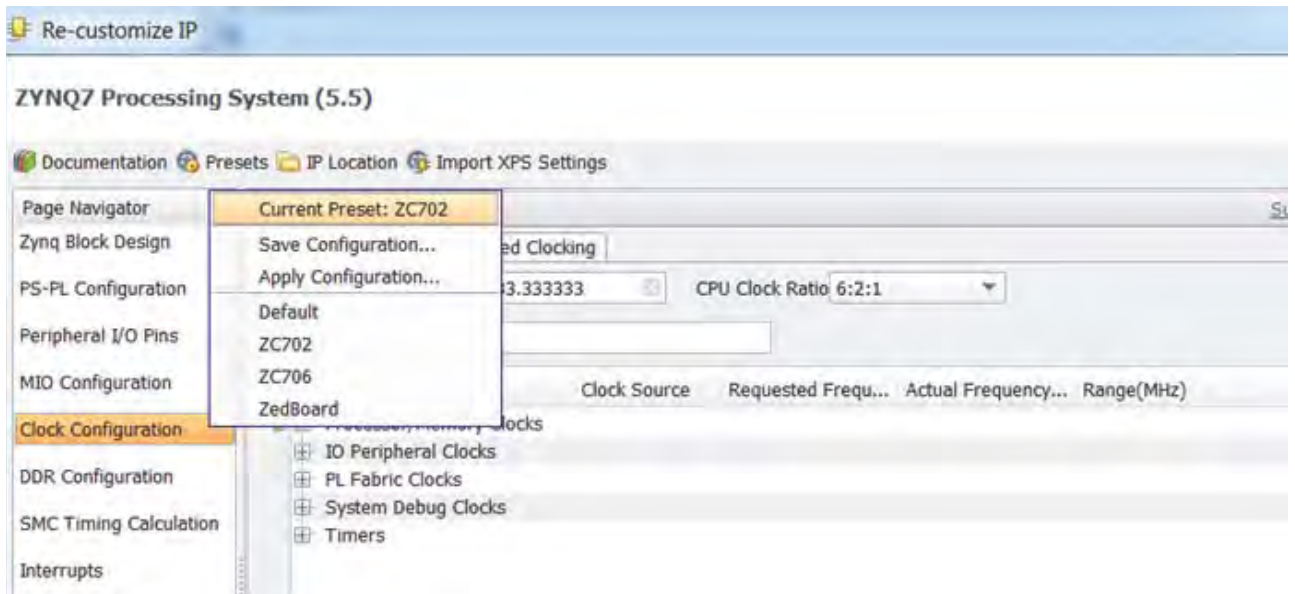 Re-customize IP
ZYNQ7 Processing System (5.5)
Documentation Presets IP Location Import XPS Settings
Page Navigator
Zynq Block Design
PS-PL Configuration
Peripheral I/O Pins
MIO Configuration
Clock Configuration
DDR Configuration
SMC Timing Calculation
Interrupts
Current Preset: ZC702
Save Configuration...
Apply Configuration...
Default
ZC702
ZC706
ZedBoard
Clocking
3.333333 CPU Clock Ratio 6:2:1
Clock Source Requested Frequ... Actual Frequency... Range(MHz)
IO Peripheral Clocks
PL Fabric Clocks
System Debug Clocks
Timers